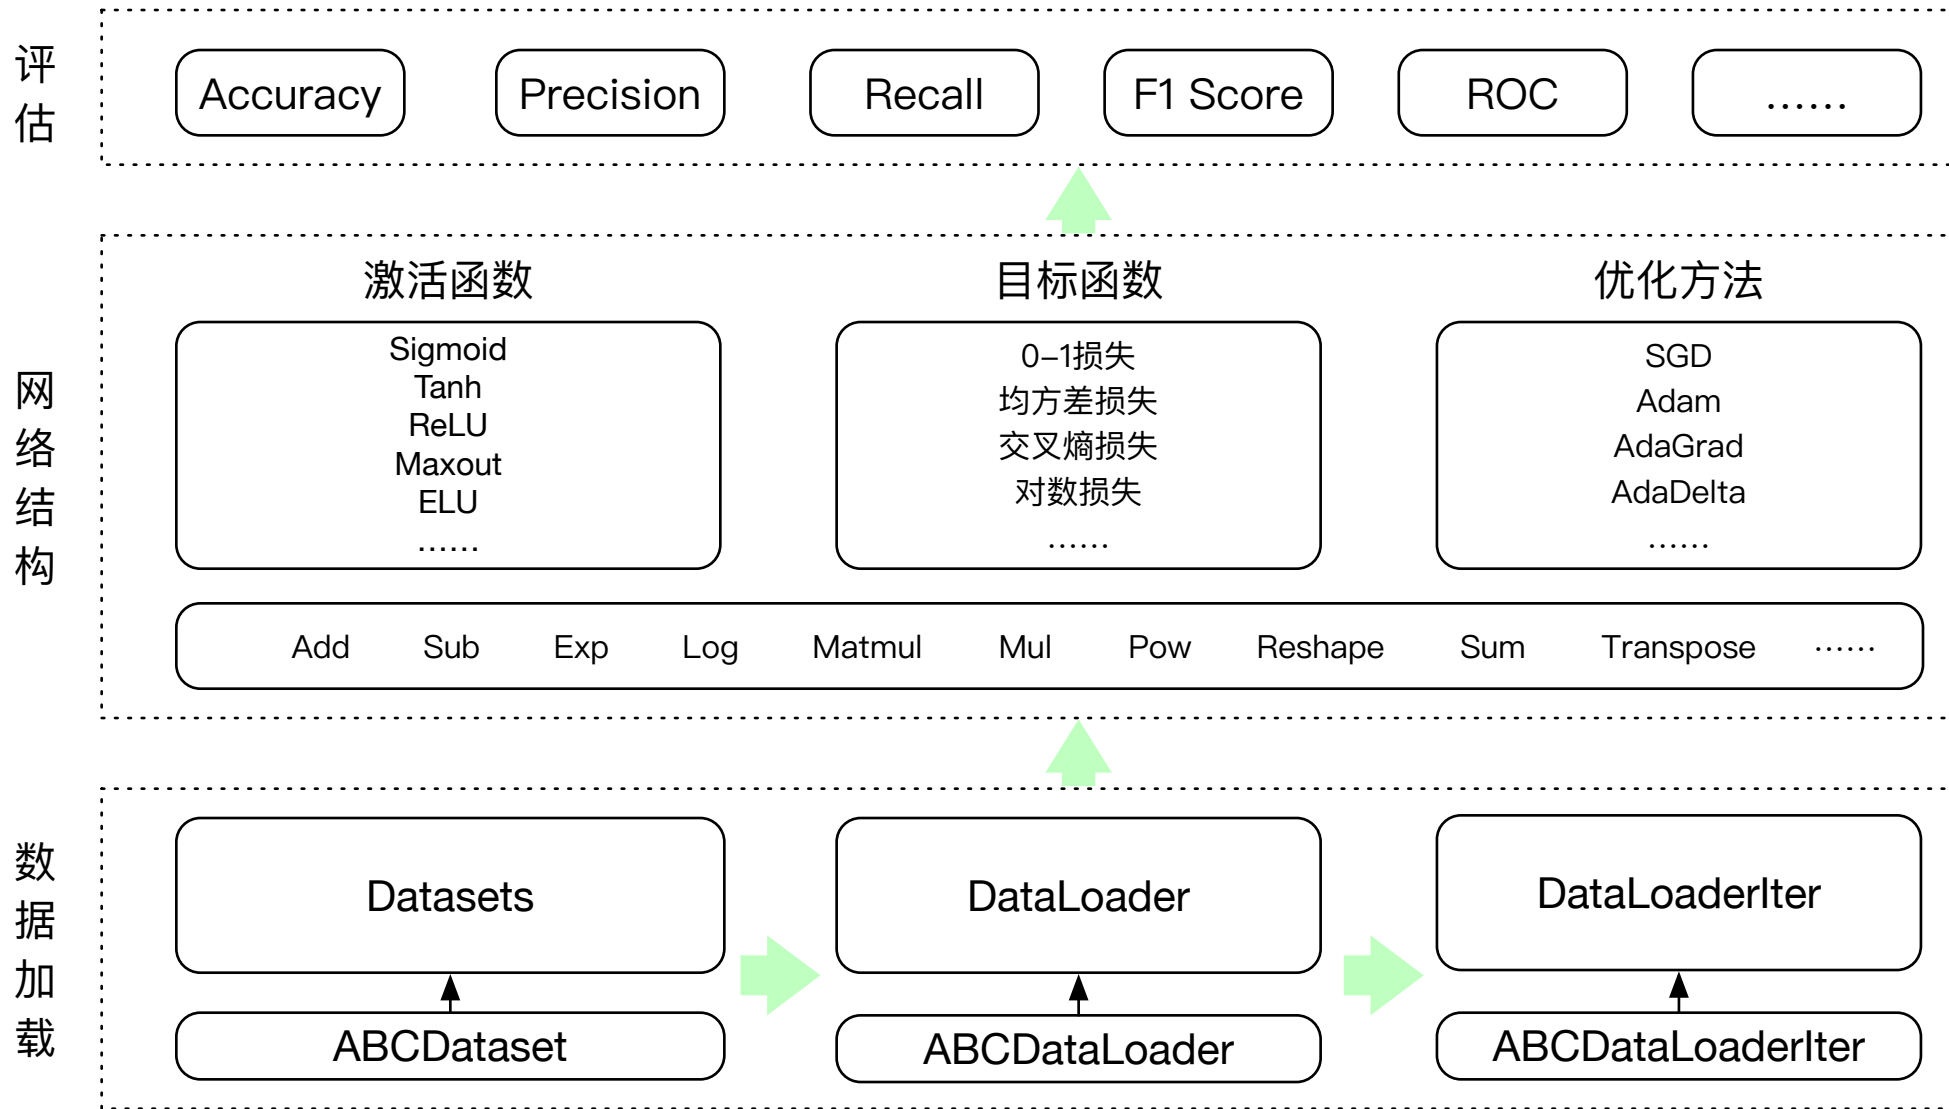 评估
Accuracy Precision Recall F1 Score ROC ……
网络结构
激活函数 目标函数 优化方法
Sigmoid
Tanh
ReLU
Maxout
ELU
……
0-1损失
均方差损失
交叉熵损失
对数损失
……
SGD
Adam
AdaGrad
AdaDelta
……
Add Sub Exp Log Matmul Mul Pow Reshape Sum Transpose ……
数据加载
Datasets DataLoader DataLoaderIter
ABCDataset ABCDataLoader ABCDataLoaderIter